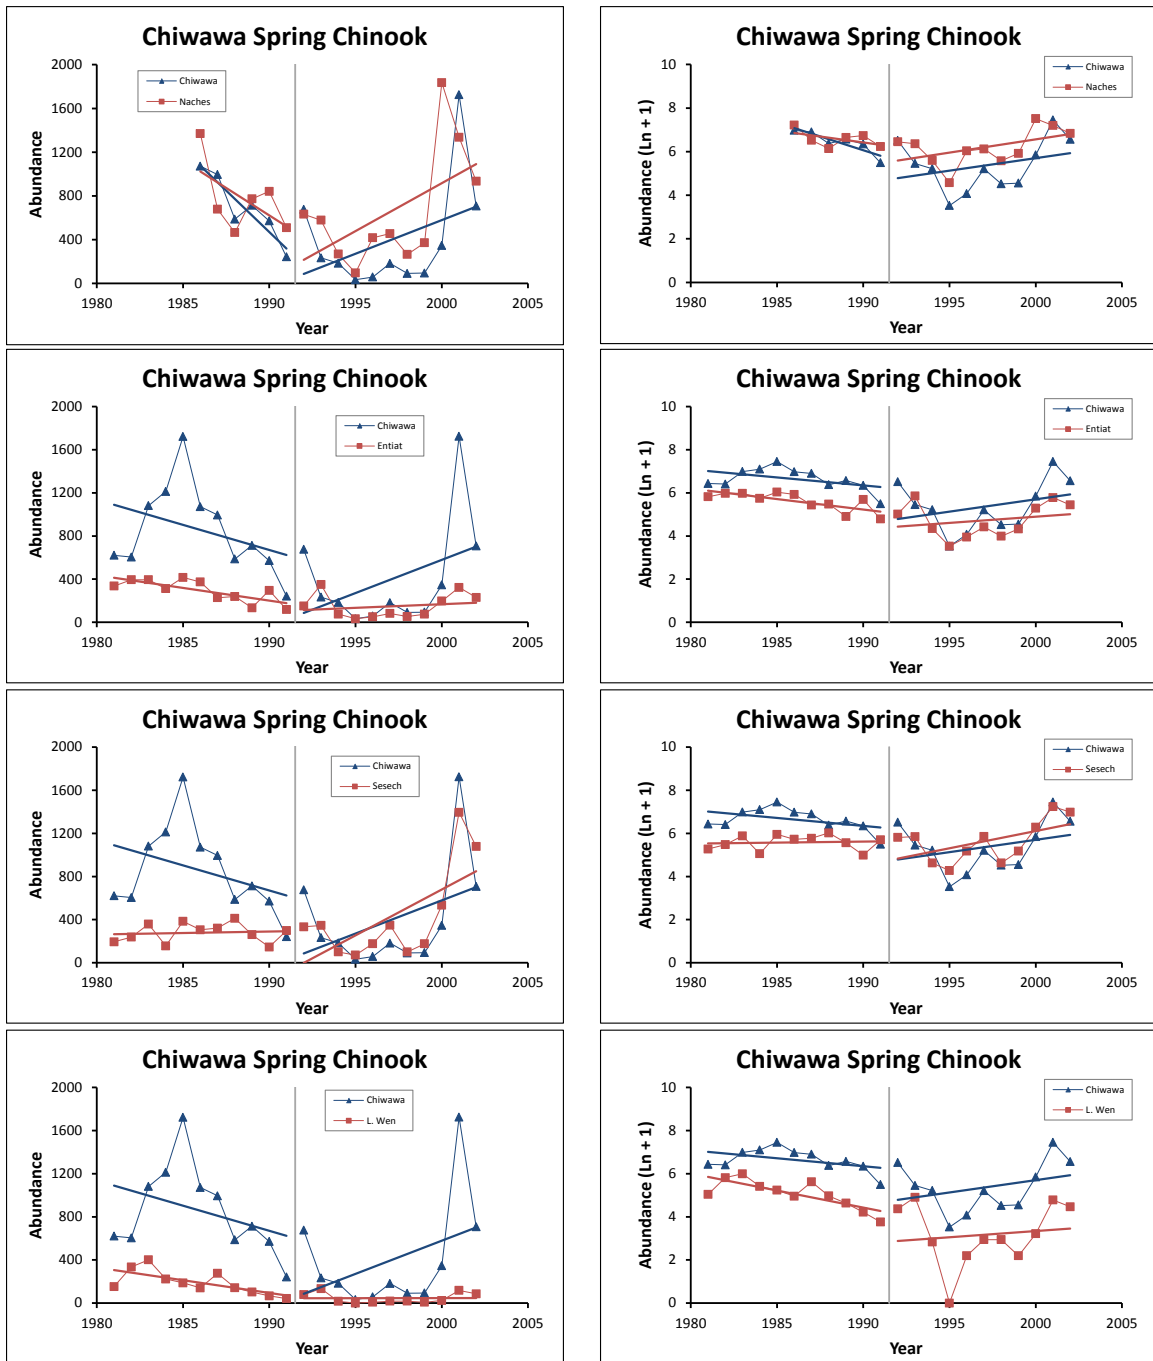 Chiwawa Spring Chinook
2000
1600
1200
800
400
0
Abundance
Chiwawa
Naches
1980 1985 1990 1995 2000 2005
Year
Chiwawa Spring Chinook
10
8
6
4
2
0
Abundance (Ln + 1)
Chiwawa
Naches
1980 1985 1990 1995 2000 2005
Year
Chiwawa Spring Chinook
2000
1600
1200
800
400
0
Abundance
Chiwawa
Entiat
1980 1985 1990 1995 2000 2005
Year
Chiwawa Spring Chinook
10
8
6
4
2
0
Abundance (Ln + 1)
Chiwawa
Entiat
1980 1985 1990 1995 2000 2005
Year
Chiwawa Spring Chinook
2000
1600
1200
800
400
0
Abundance
Chiwawa
Sesech
1980 1985 1990 1995 2000 2005
Year
Chiwawa Spring Chinook
10
8
6
4
2
0
Abundance (Ln + 1)
Chiwawa
Sesech
1980 1985 1990 1995 2000 2005
Year
Chiwawa Spring Chinook
2000
1600
1200
800
400
0
Abundance
Chiwawa
L. Wen
1980 1985 1990 1995 2000 2005
Year
Chiwawa Spring Chinook
10
8
6
4
2
0
Abundance (Ln + 1)
Chiwawa
L. Wen
1980 1985 1990 1995 2000 2005
Year